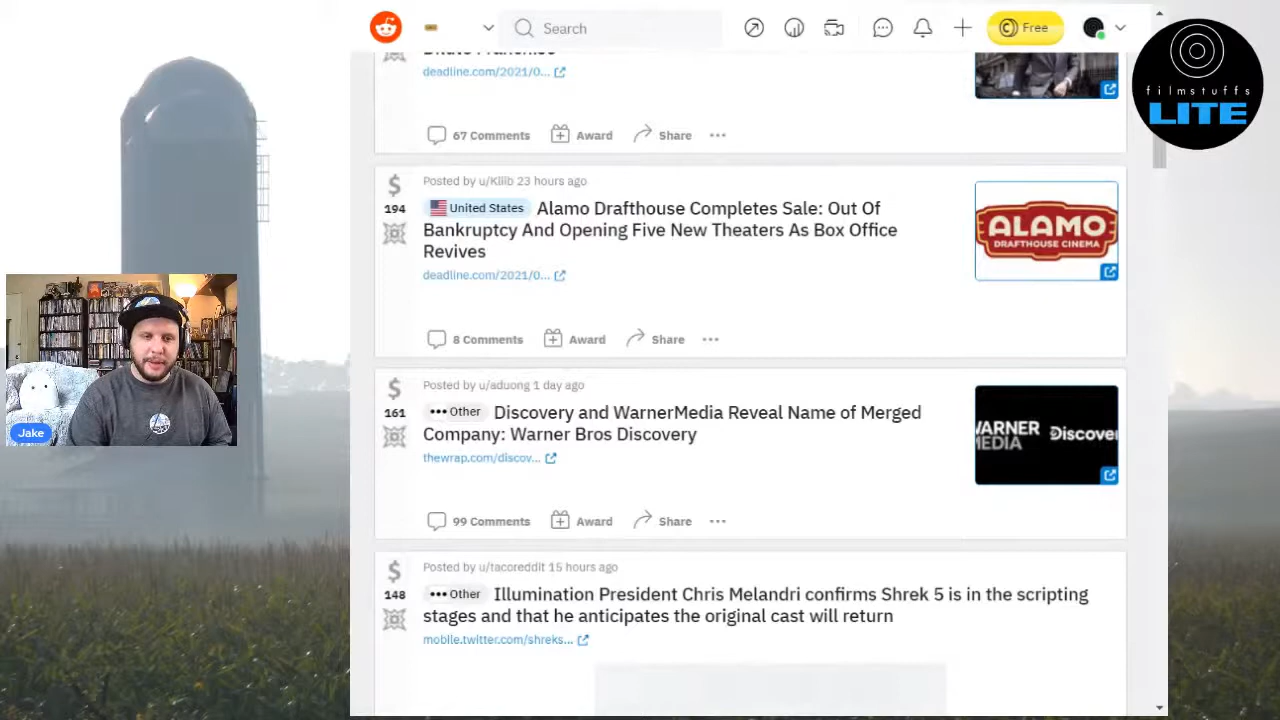 Search
Free
filmstuffs
LITE
deadline.com/2021/0...
67 Comments Award Share
Posted by u/Kliib 23 hours ago
194
United States Alamo Drafthouse Completes Sale: Out Of
Bankruptcy And Opening Five New Theaters As Box Office
Revives
deadline.com/2021/0...
ALAMO
DRAFTHOUSE CINEMA
8 Comments Award Share
Posted by u/aduong 1 day ago
161
Other Discovery and WarnerMedia Reveal Name of Merged
Company: Warner Bros Discovery
thewrap.com/discov...
WARNER
MEDIA
Discover
99 Comments Award Share
Jake
Posted by u/tacoreddit 15 hours ago
148
Other Illumination President Chris Melandri confirms Shrek 5 is in the scripting
stages and that he anticipates the original cast will return
mobile.twitter.com/shreks...